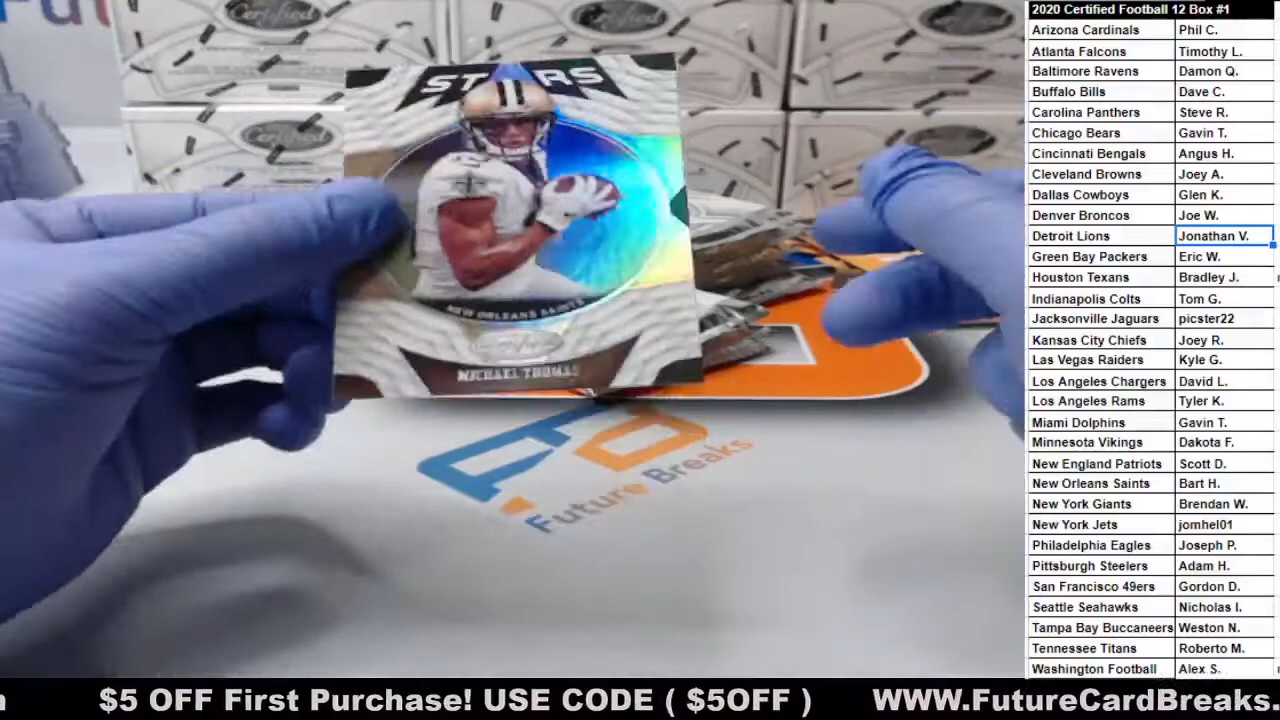 Certified
Certified
Certified
Certified
STARS
NEW ORLEANS SAINTS
Certified
MICHAEL THOMAS
Future Breaks
2020 Certified Football 12 Box #1
Arizona Cardinals Phil C.
Atlanta Falcons Timothy L.
Baltimore Ravens Damon Q.
Buffalo Bills Dave C.
Carolina Panthers Steve R.
Chicago Bears Gavin T.
Cincinnati Bengals Angus H.
Cleveland Browns Joey A.
Dallas Cowboys Glen K.
Denver Broncos Joe W.
Detroit Lions Jonathan V.
Green Bay Packers Eric W.
Houston Texans Bradley J.
Indianapolis Colts Tom G.
Jacksonville Jaguars picster22
Kansas City Chiefs Joey R.
Las Vegas Raiders Kyle G.
Los Angeles Chargers David L.
Los Angeles Rams Tyler K.
Miami Dolphins Gavin T.
Minnesota Vikings Dakota F.
New England Patriots Scott D.
New Orleans Saints Bart H.
New York Giants Brendan W.
New York Jets jomhel01
Philadelphia Eagles Joseph P.
Pittsburgh Steelers Adam H.
San Francisco 49ers Gordon D.
Seattle Seahawks Nicholas I.
Tampa Bay Buccaneers Weston N.
Tennessee Titans Roberto M.
Washington Football Alex S.
$5 OFF First Purchase! USE CODE ( $5OFF ) WWW.FutureCardBreaks.